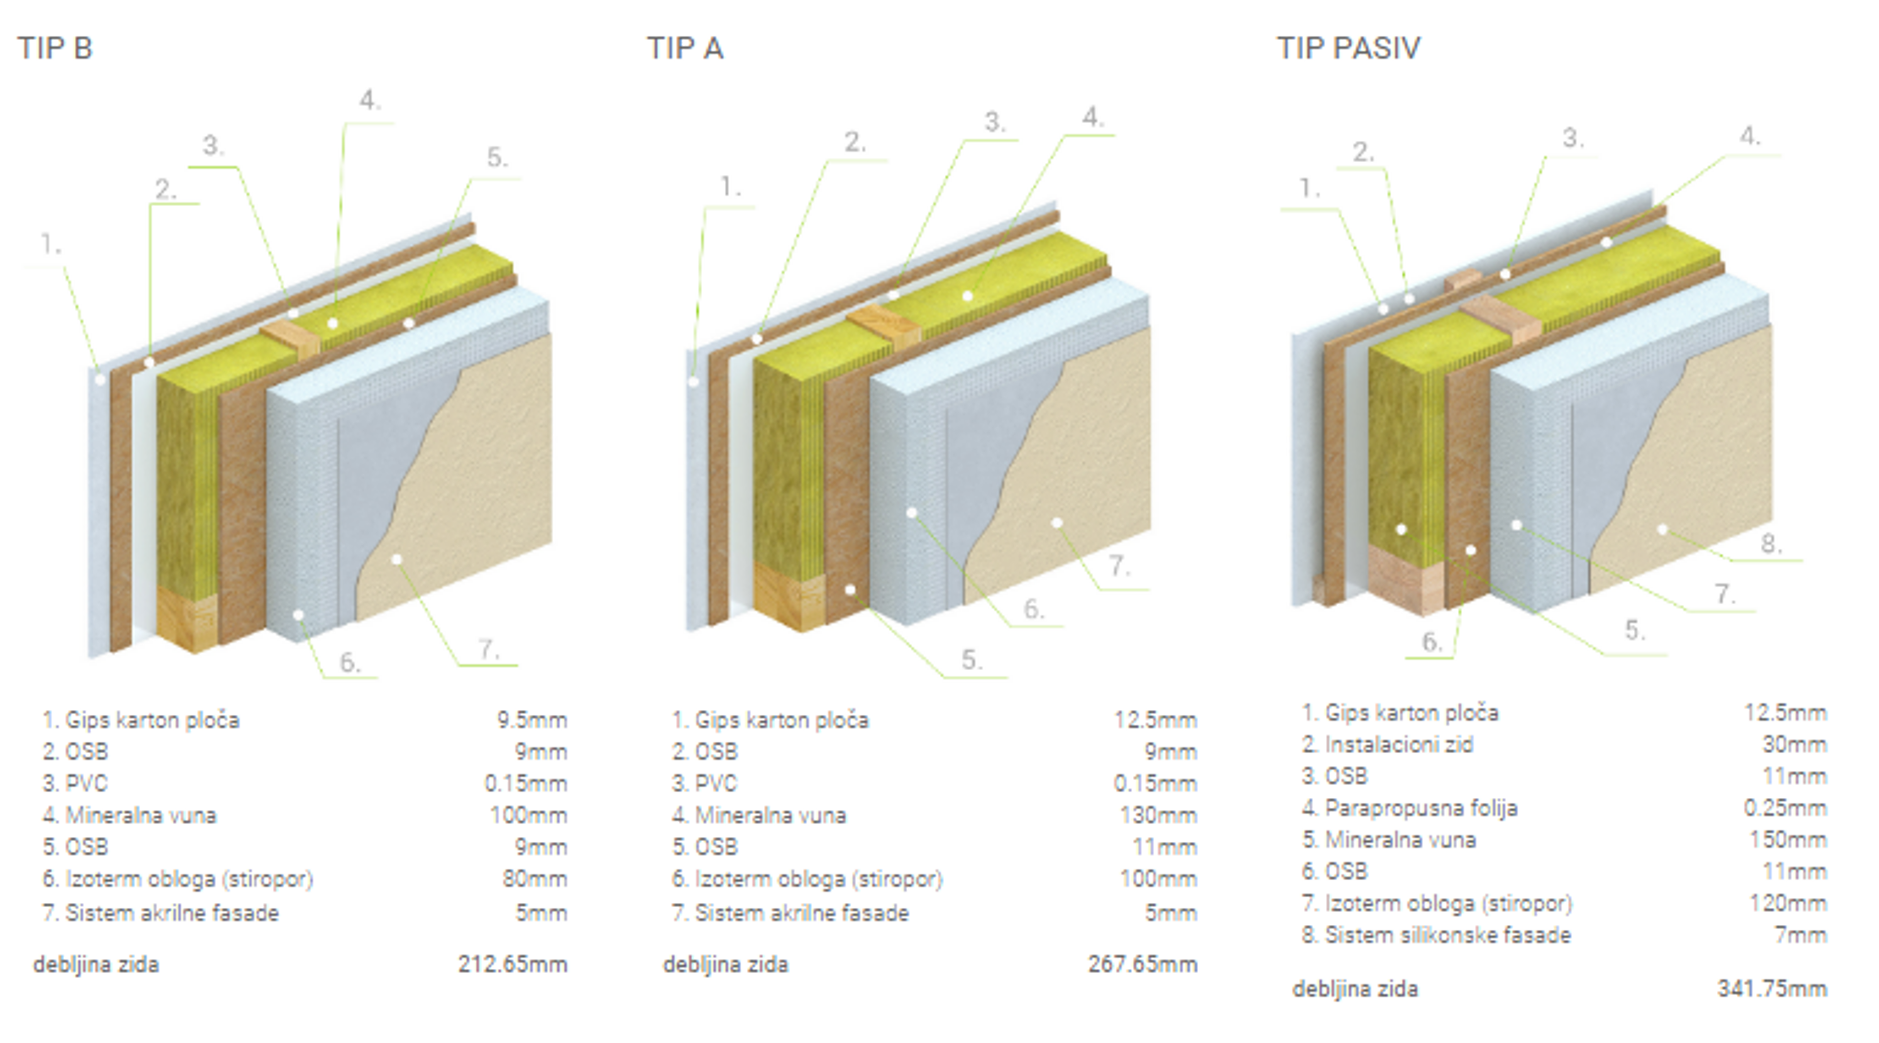 TIP B
4.
3.
5.
2.
1.
6.
7.
1. Gips karton ploča 9.5mm
2. OSB 9mm
3. PVC 0.15mm
4. Mineralna vuna 100mm
5. OSB 9mm
6. Izoterm obloga (stiropor) 80mm
7. Sistem akrilne fasade 5mm
debljina zida 212.65mm
TIP A
3.
4.
2.
1.
7.
6.
5.
1. Gips karton ploča 12.5mm
2. OSB 9mm
3. PVC 0.15mm
4. Mineralna vuna 130mm
5. OSB 11mm
6. Izoterm obloga (stiropor) 100mm
7. Sistem akrilne fasade 5mm
debljina zida 267.65mm
TIP PASIV
3.
4.
2.
1.
8.
7.
5.
6.
1. Gips karton ploča 12.5mm
2. Instalacioni zid 30mm
3. OSB 11mm
4. Parapropusna folija 0.25mm
5. Mineralna vuna 150mm
6. OSB 11mm
7. Izoterm obloga (stiropor) 120mm
8. Sistem silikonske fasade 7mm
debljina zida 341.75mm